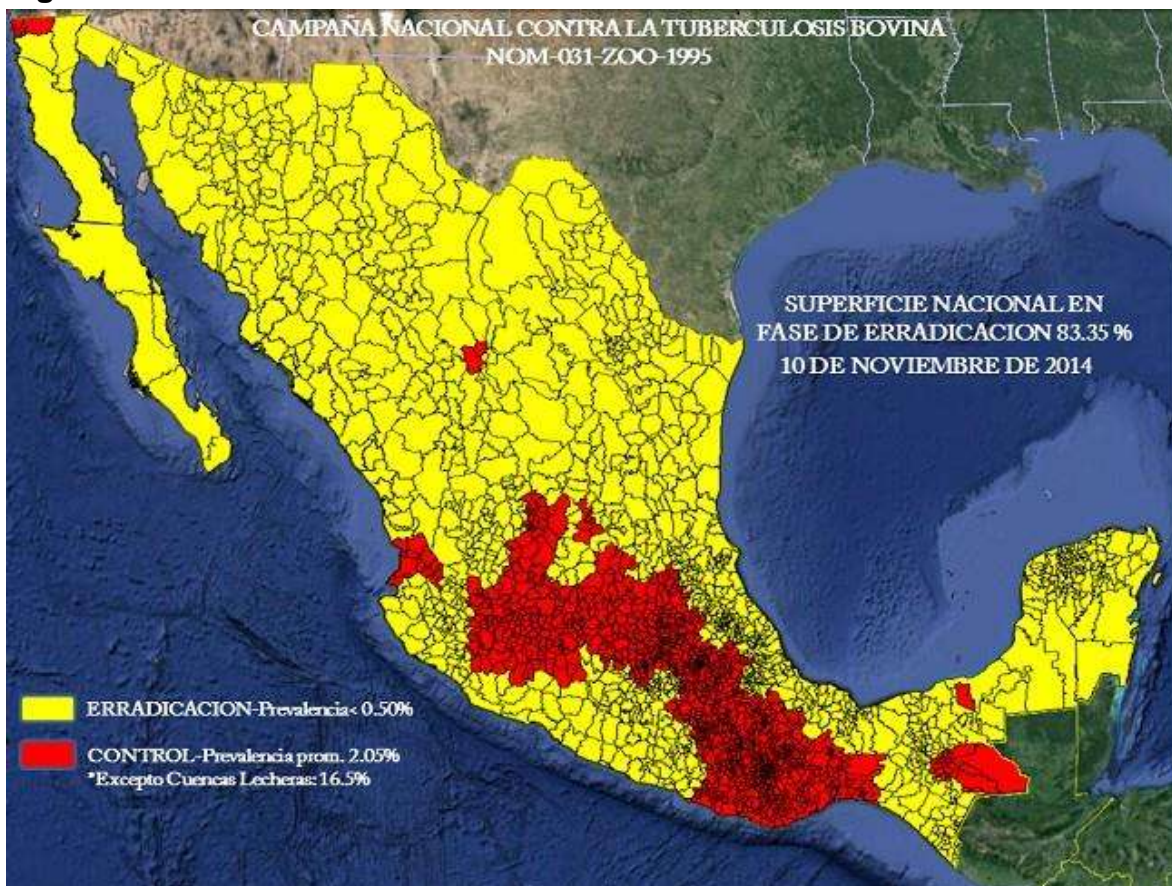 CAMPAÑA NACIONAL CONTRA LA TUBERCULOSIS BOVINA
NOM-031-ZOO-1995
SUPERFICIE NACIONAL EN
FASE DE ERRADICACION 83.35 %
10 DE NOVIEMBRE DE 2014
ERRADICACION-Prevalencia< 0.50%
CONTROL-Prevalencia prom. 2.05%
*Excepto Cuencas Lecheras: 16.5%